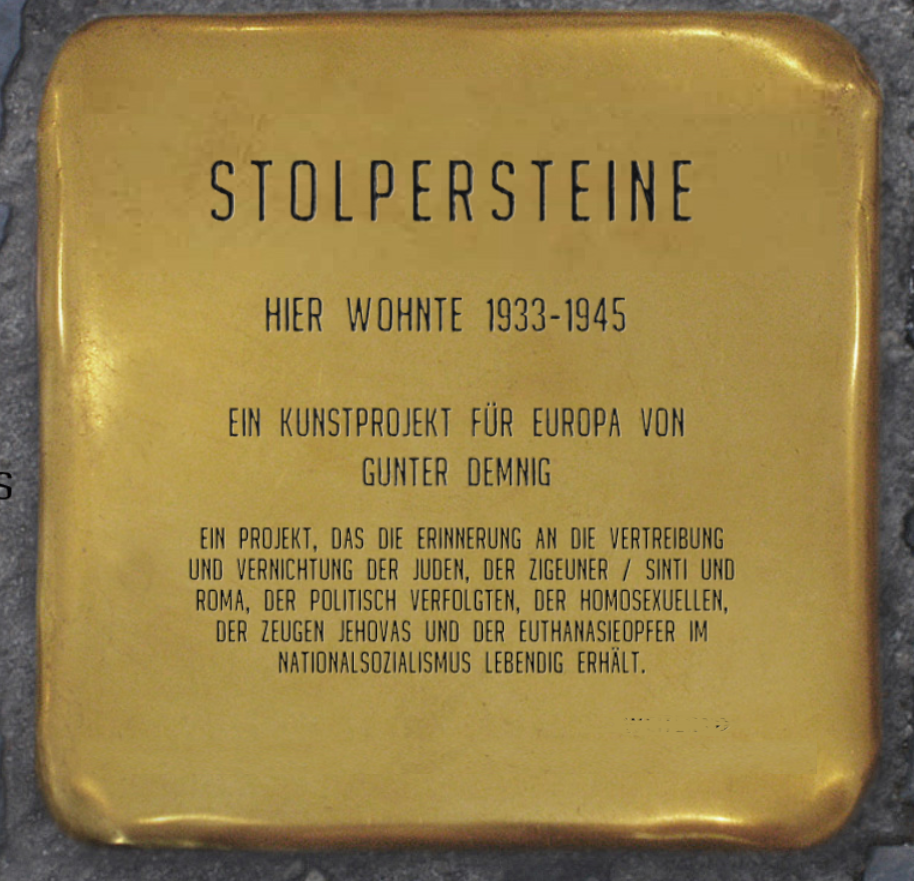 STOLPERSTEINE
HIER WOHNTE 1933-1945
EIN KUNSTPROJEKT FÜR EUROPA VON
GUNTER DEMNIG
EIN PROJEKT, DAS DIE ERINNERUNG AN DIE VERTREIBUNG
UND VERNICHTUNG DER JUDEN, DER ZIGEUNER / SINTI UND
ROMA, DER POLITISCH VERFOLGTEN, DER HOMOSEXUELLEN,
DER ZEUGEN JEHOVAS UND DER EUTHANASIEOPFER IM
NATIONALSOZIALISMUS LEBENDIG ERHÄLT.